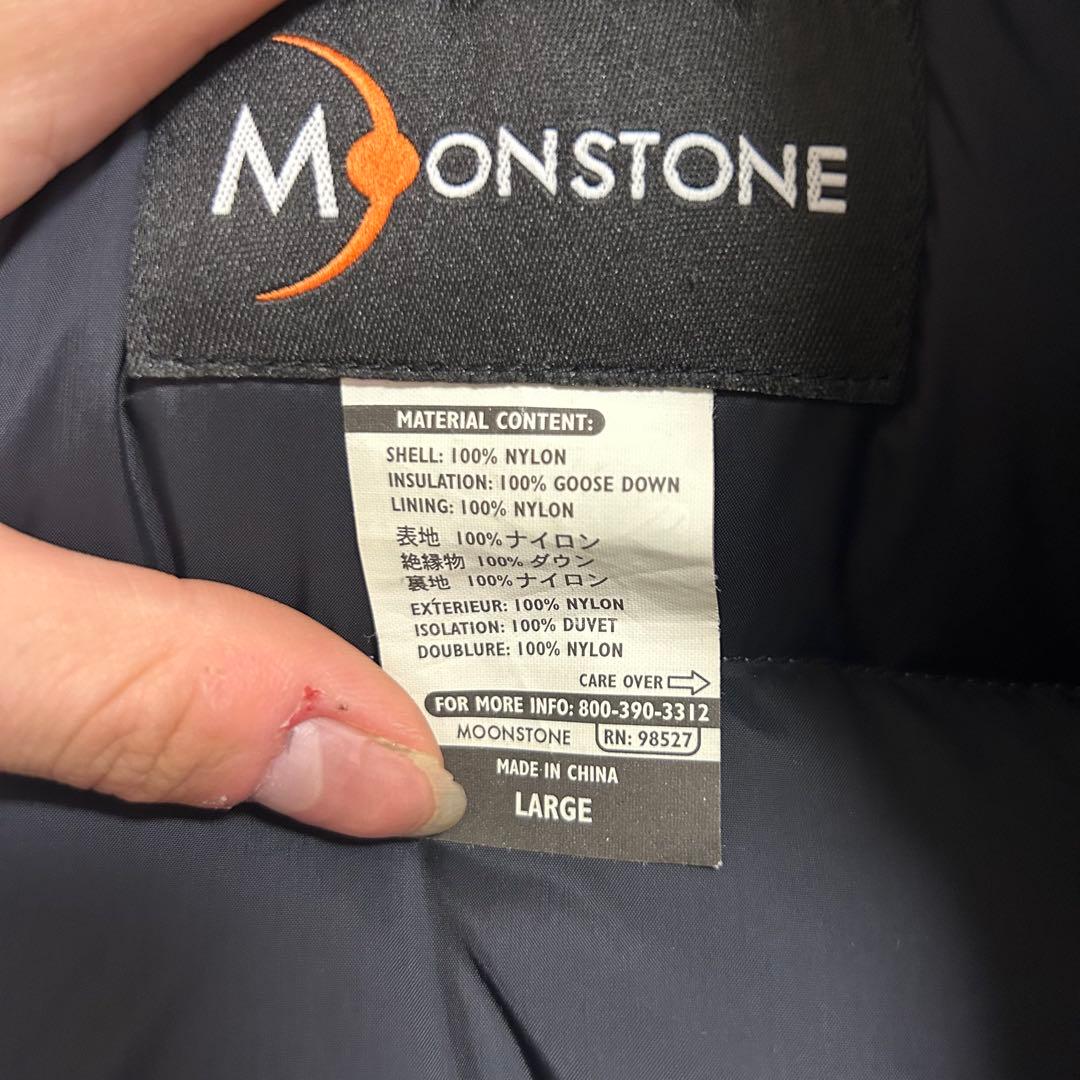 MOONSTONE
MATERIAL CONTENT:
SHELL: 100% NYLON
INSULATION: 100% GOOSE DOWN
LINING: 100% NYLON
表地 100%ナイロン
絶縁物 100%ダウン
裏地 100%ナイロン
EXTERIEUR: 100% NYLON
ISOLATION: 100% DUVET
DOUBLURE: 100% NYLON
CARE OVER
FOR MORE INFO: 800-390-3312
MOONSTONE RN: 98527
MADE IN CHINA
LARGE